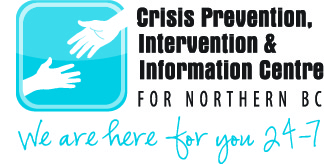 Crisis Prevention,
Intervention &
Information Centre
FOR NORTHERN BC
We are here for you 24-7